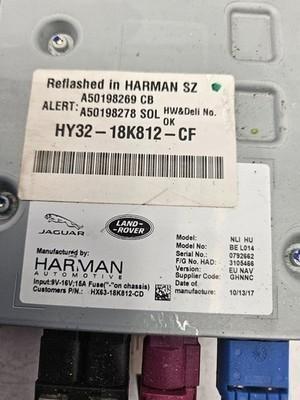 Reflashed in HARMAN SZ
A50198269 CB
ALERT: A50198278 SOL HW&Deli No. OK
HY32-18K812-CF
JAGUAR
LAND-ROVER
Manufactured by:
HARMAN
AUTOMOTIVE
Input:9V-16V;15A Fuse("-"on chassis)
Customers P/N.: HX63-18K812-CD
Model: NLI HU
Model No: BE L014
Serial No.: 0792662
F/G No. HAD: 3105466
Version: EU NAV
Supplier Code: GHNNC
Date of manufacture: 10/13/17